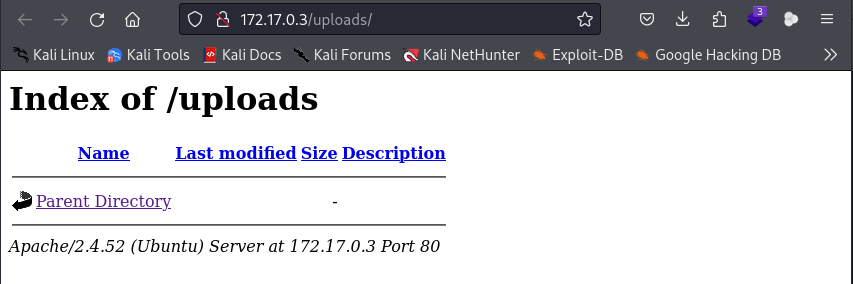 172.17.0.3/uploads/
3
Kali Linux Kali Tools Kali Docs Kali Forums Kali NetHunter Exploit-DB Google Hacking DB
Index of /uploads
Name Last modified Size Description
Parent Directory -
Apache/2.4.52 (Ubuntu) Server at 172.17.0.3 Port 80